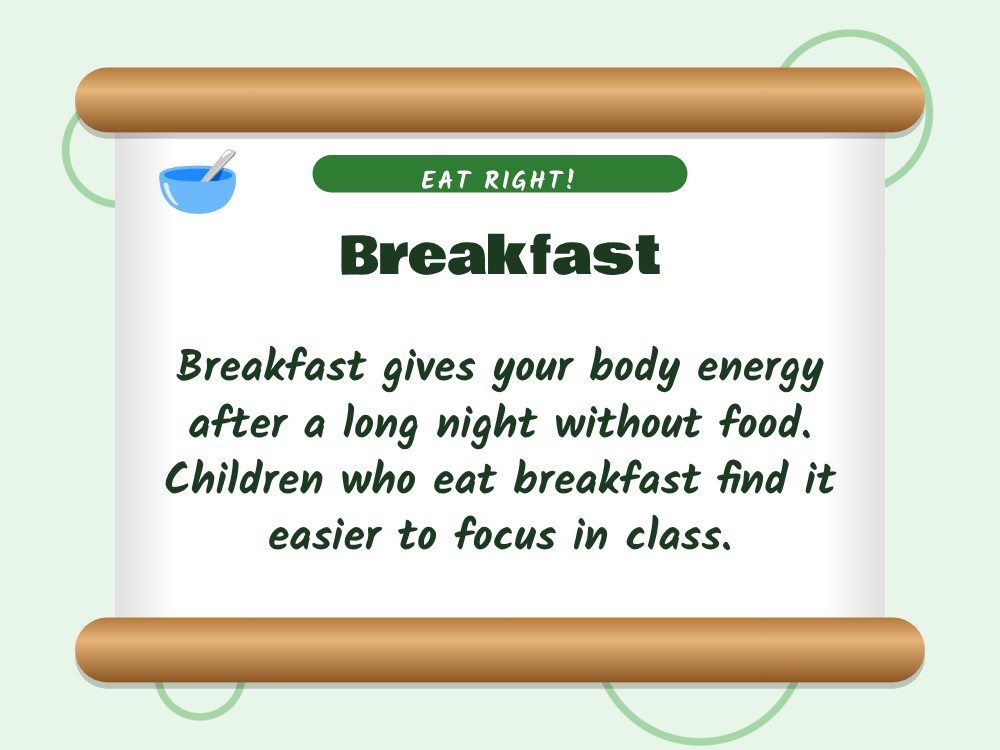 EAT RIGHT!
Breakfast
Breakfast gives your body energy
after a long night without food.
Children who eat breakfast find it
easier to focus in class.